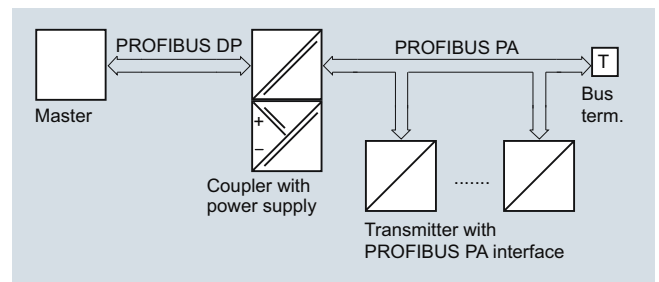 PROFIBUS DP
PROFIBUS PA
T
Master
Bus
term.
+
–
Coupler with
power supply
.......
Transmitter with
PROFIBUS PA interface